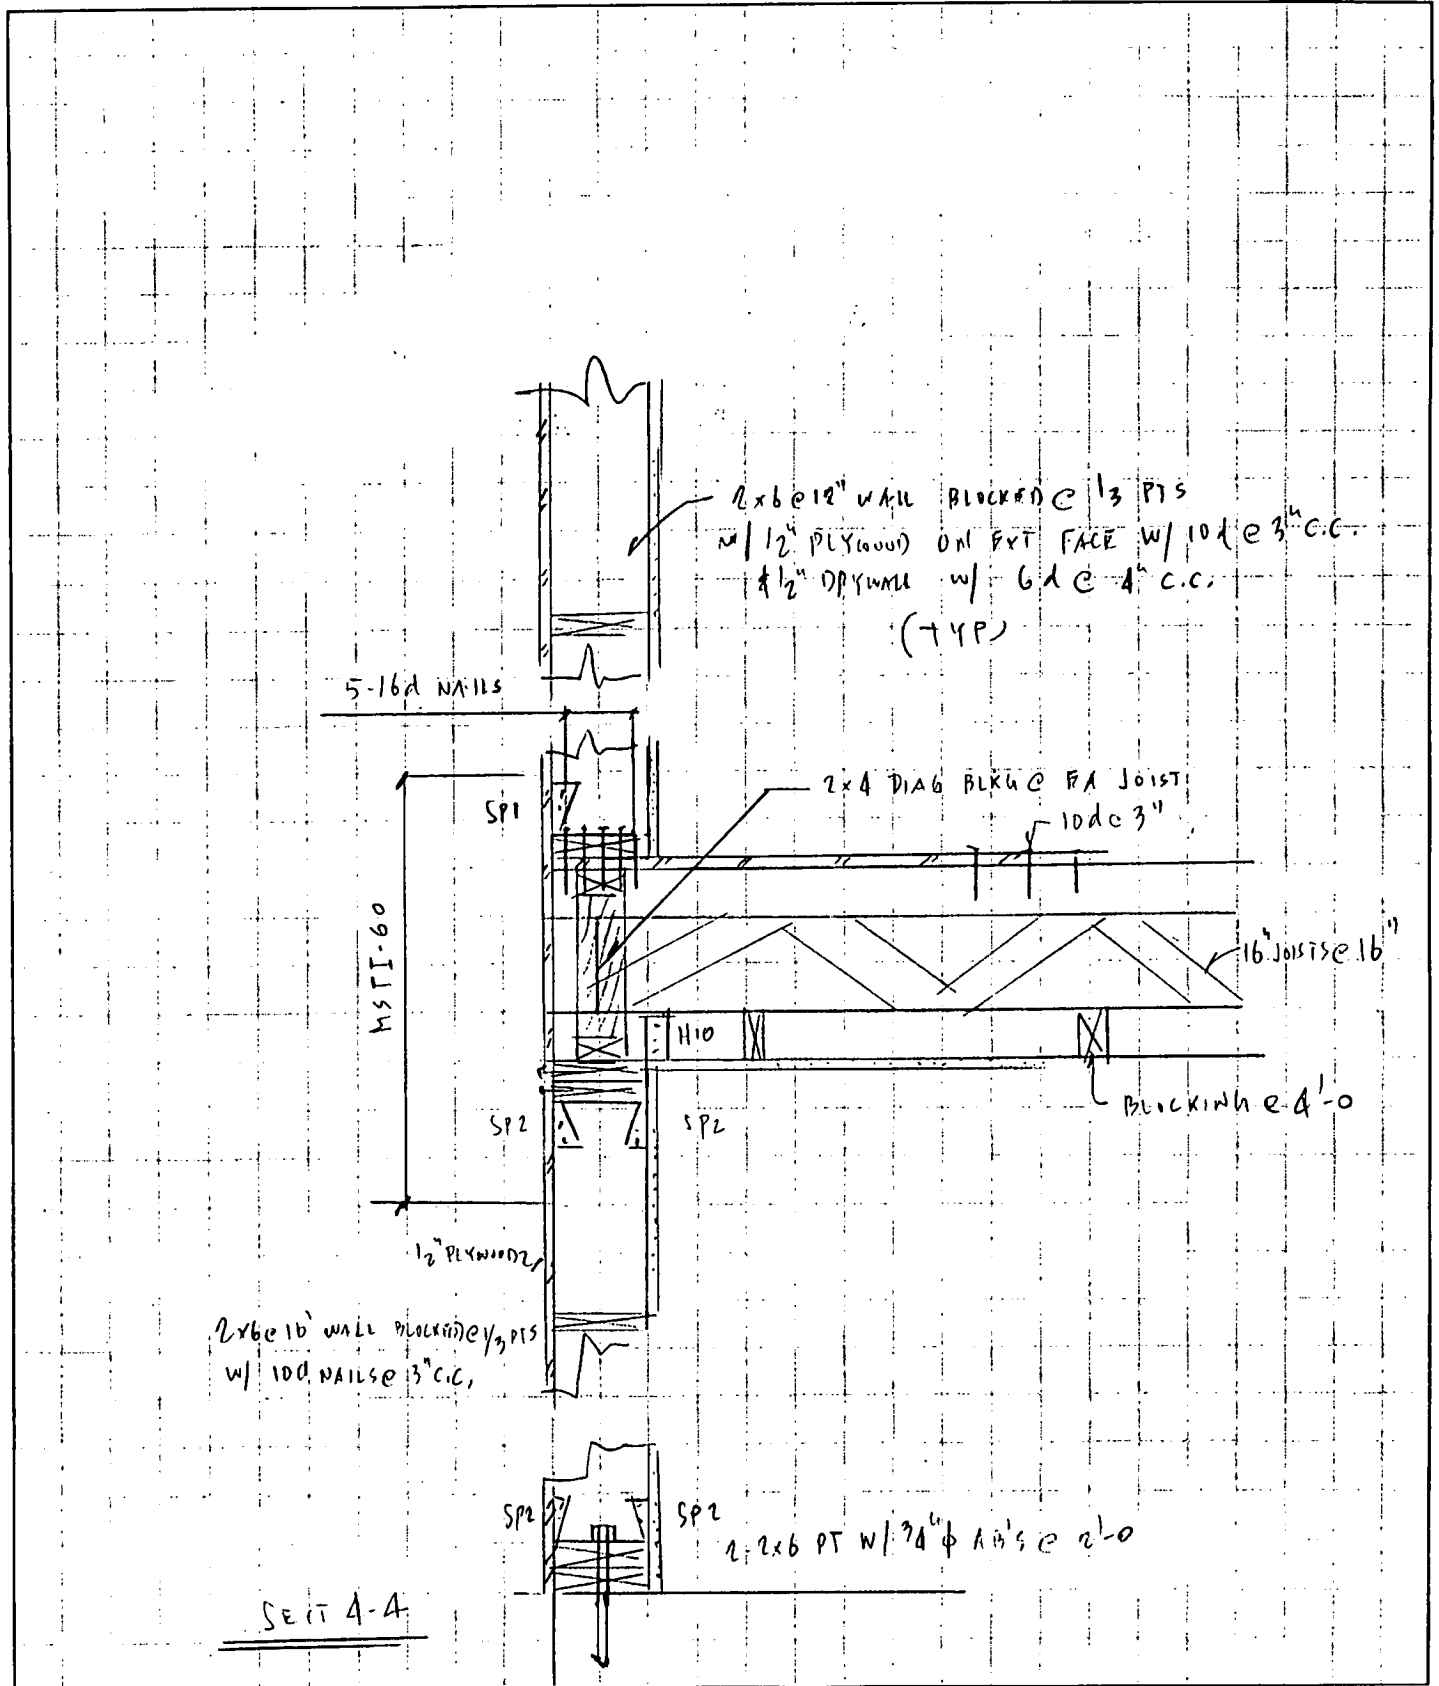 2x6 @ 12" WALL BLOCKED @ 1/3 PTS
W/ 1/2" PLYWOOD ON EXT FACE W/ 10d @ 3" C.C.
& 1/2" DRYWALL W/ 6d @ 4" C.C.
(TYP)
5-16d NAILS
2x4 DIAG BLKG @ EA JOIST
10d @ 3"
SP1
MSTI-60
16" JOISTS @ 16"
H10
BLOCKING @ 4'-0
SP2
SP2
1/2" PLYWOOD
2x6 @ 16' WALL BLOCKED @ 1/3 PTS
W/ 10d NAILS @ 3" C.C.
SP2
SP2
2-2x6 PT W/ 3/4" φ AB'S @ 2'-0
SECT 4-4